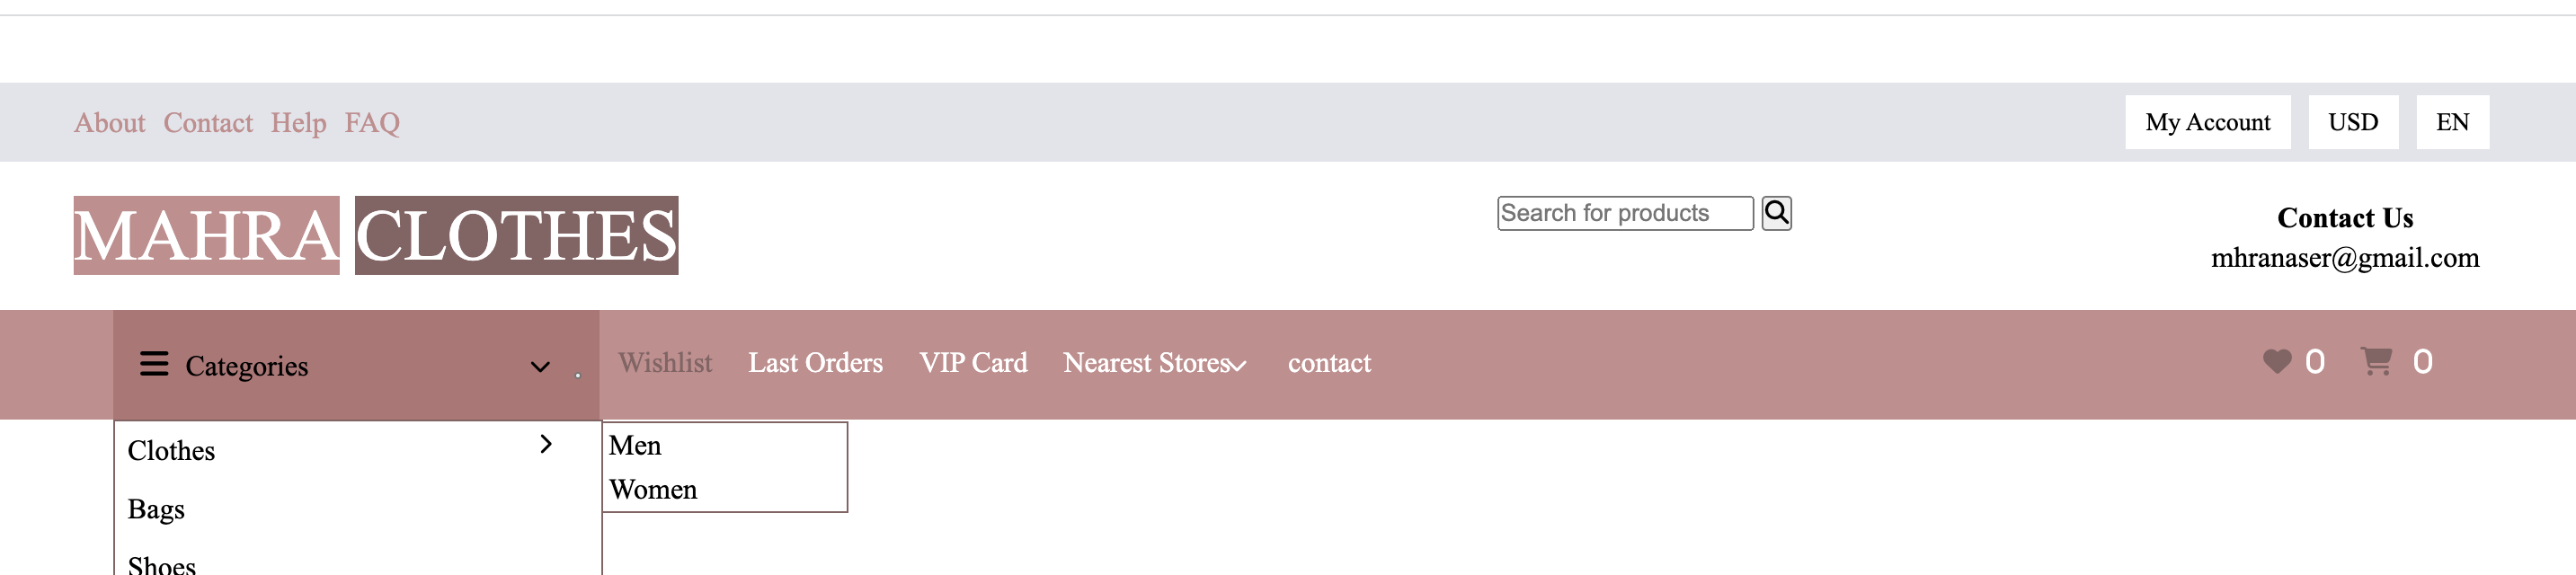 About Contact Help FAQ My Account USD EN
MAHRA CLOTHES
Search for products
Contact Us
mhranaser@gmail.com
Categories Wishlist Last Orders VIP Card Nearest Stores contact 0 0
Clothes
Men
Women
Bags
Shoes